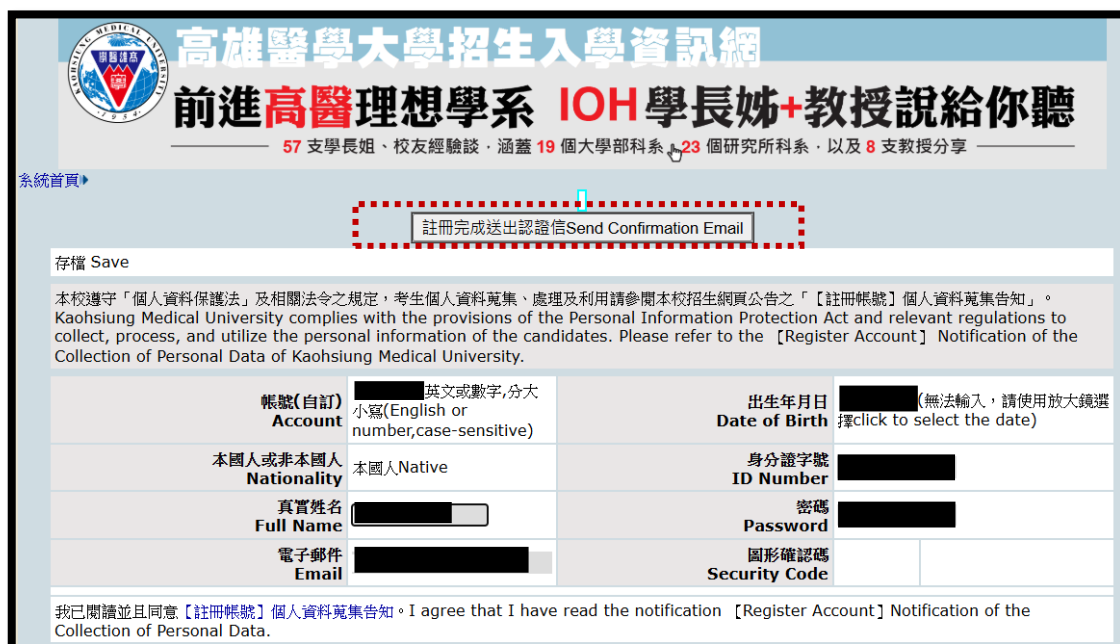 高雄醫學大學招生入學資訊網
前進高醫理想學系 IOH 學長姊+教授說給你聽
57 支學長姐、校友經驗談 · 涵蓋 19 個大學部科系 · 23 個研究所科系 · 以及 8 支教授分享
系統首頁
註冊完成送出認證信Send Confirmation Email
存檔 Save
本校遵守「個人資料保護法」及相關法令之規定，考生個人資料蒐集、處理及利用請參閱本校招生網頁公告之「【註冊帳號】個人資料蒐集告知」。
Kaohsiung Medical University complies with the provisions of the Personal Information Protection Act and relevant regulations to
collect, process, and utilize the personal information of the candidates. Please refer to the 【Register Account】 Notification of the
Collection of Personal Data of Kaohsiung Medical University.
帳號(自訂)
Account
英文或數字,分大
小寫(English or
number,case-sensitive)
出生年月日
Date of Birth
(無法輸入，請使用放大鏡選
擇click to select the date)
本國人或非本國人
Nationality
本國人Native
身分證字號
ID Number
真實姓名
Full Name
密碼
Password
電子郵件
Email
圖形確認碼
Security Code
我已閱讀並且同意【註冊帳號】個人資料蒐集告知。I agree that I have read the notification 【Register Account】 Notification of the
Collection of Personal Data.